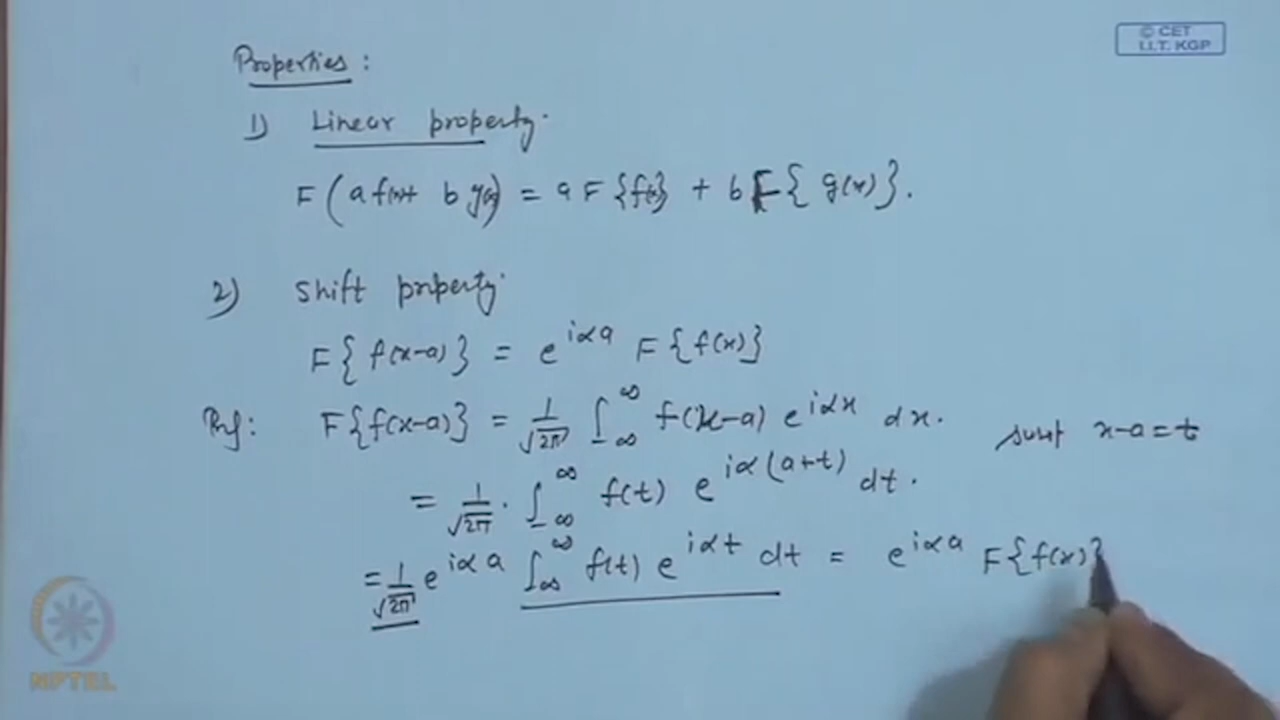 © CET
I.I.T. KGP
Properties :
1) Linear property.
F(a f(x)+ b g(x)) = a F{f(x)} + b F{ g(x)}.
2) Shift property.
F{ f(x-a)} = e^{iαa} F{f(x)}
Prf: F{f(x-a)} = 1/√2π ∫_{-∞}^{∞} f(x-a) e^{iαx} dx. subst x-a=t
= 1/√2π . ∫_{-∞}^{∞} f(t) e^{iα(a+t)} dt.
= 1/√2π e^{iαa} ∫_{-∞}^{∞} f(t) e^{iαt} dt = e^{iαa} F{f(x)}
NPTEL